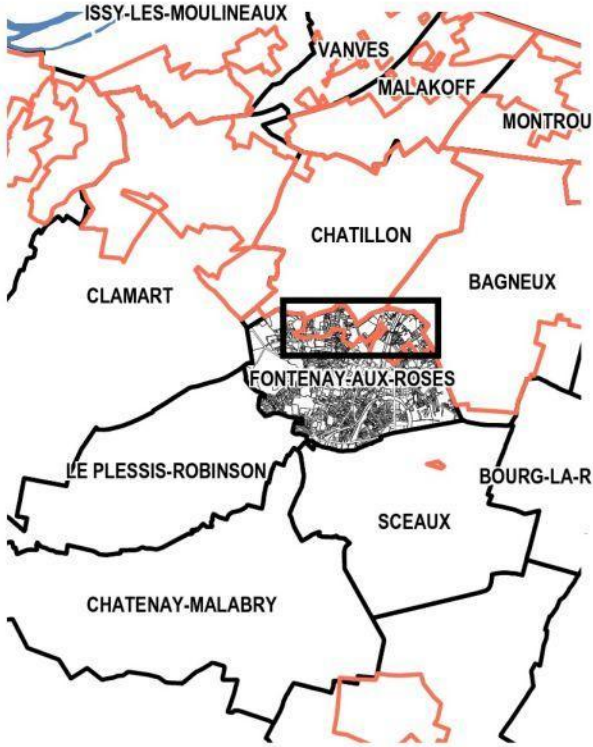 ISSY-LES-MOULINEAUX
VANVES
MALAKOFF
MONTROU
CHATILLON
BAGNEUX
CLAMART
FONTENAY-AUX-ROSES
LE PLESSIS-ROBINSON
BOURG-LA-R
SCEAUX
CHATENAY-MALABRY